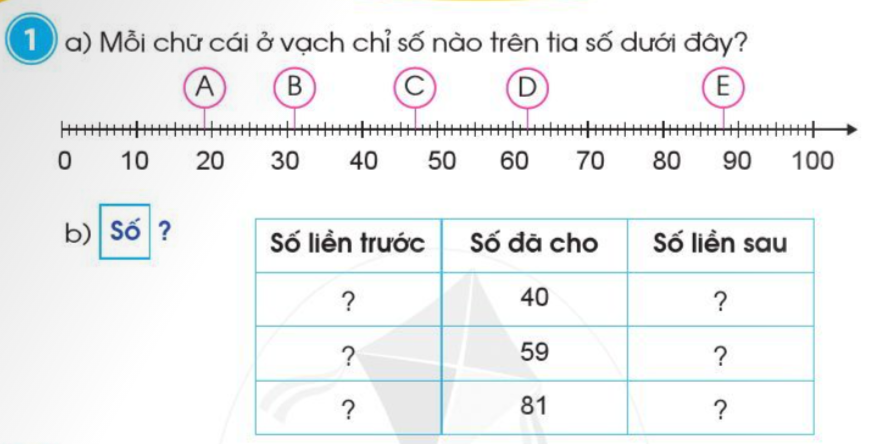 1 a) Mỗi chữ cái ở vạch chỉ số nào trên tia số dưới đây?
A B C D E
0 10 20 30 40 50 60 70 80 90 100
b) Số ?
Số liền trước Số đã cho Số liền sau
? 40 ?
? 59 ?
? 81 ?